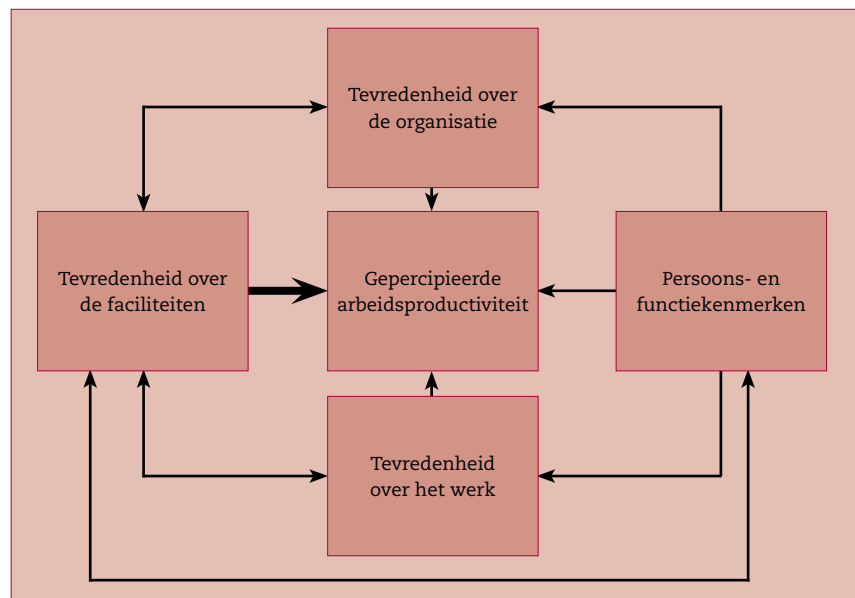 Tevredenheid over
de organisatie
Tevredenheid over
de faciliteiten
Gepercipieerde
arbeidsproductiviteit
Persoons- en
functiekenmerken
Tevredenheid
over het werk